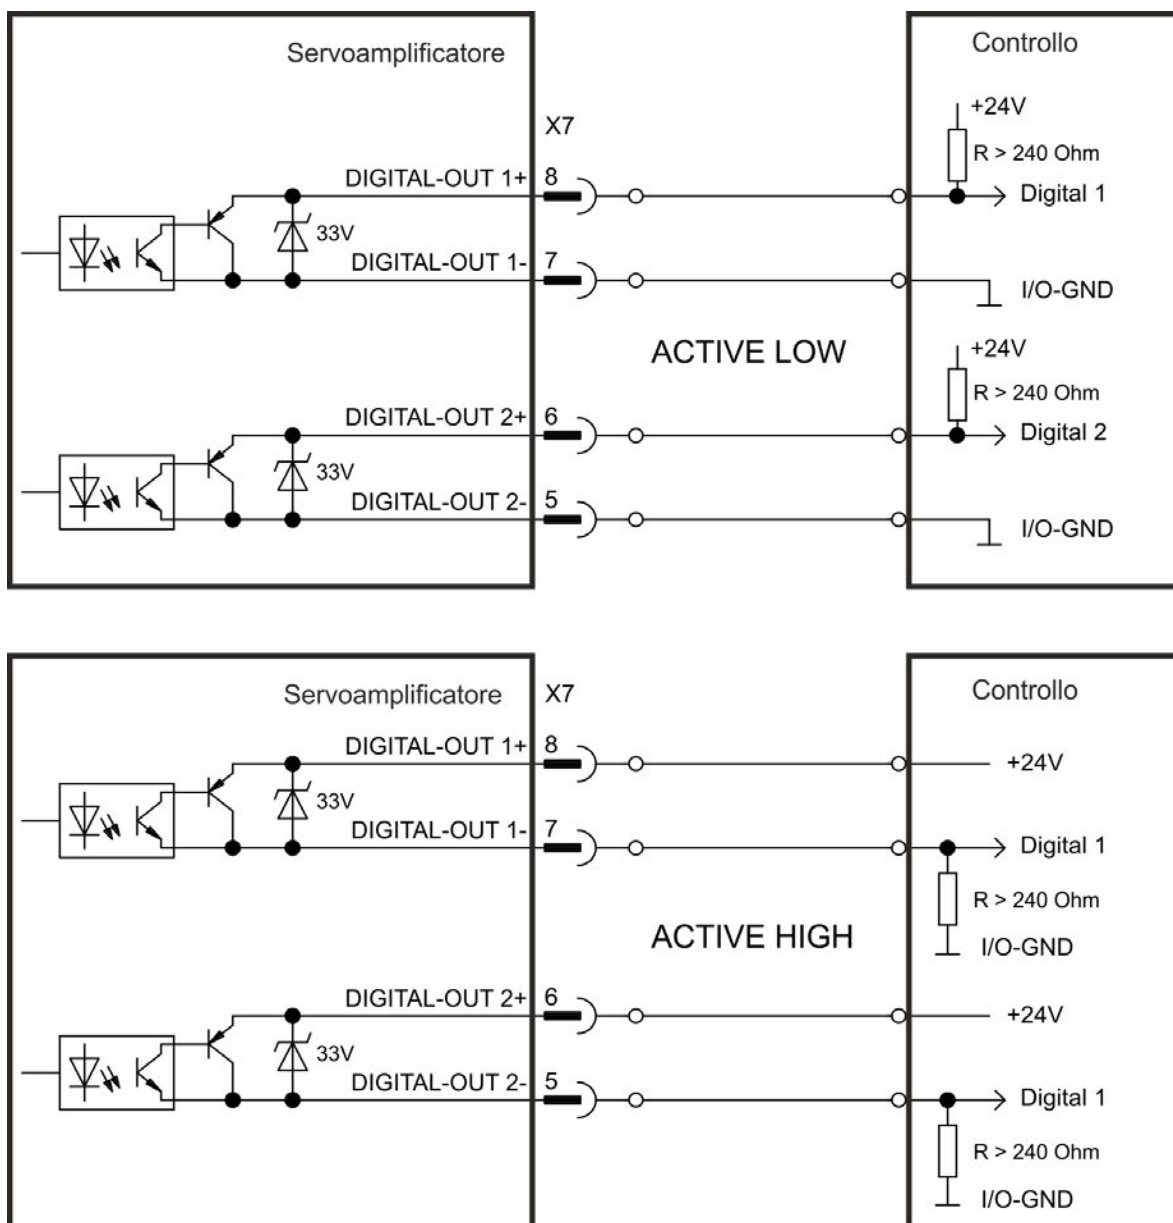 Servoamplificatore
Controllo
+24V
X7
R > 240 Ohm
DIGITAL-OUT 1+
8
Digital 1
33V
DIGITAL-OUT 1-
7
I/O-GND
ACTIVE LOW
+24V
R > 240 Ohm
DIGITAL-OUT 2+
6
Digital 2
33V
DIGITAL-OUT 2-
5
I/O-GND
Servoamplificatore
X7
Controllo
DIGITAL-OUT 1+
8
+24V
33V
DIGITAL-OUT 1-
7
Digital 1
R > 240 Ohm
ACTIVE HIGH
I/O-GND
DIGITAL-OUT 2+
6
+24V
33V
DIGITAL-OUT 2-
5
Digital 1
R > 240 Ohm
I/O-GND